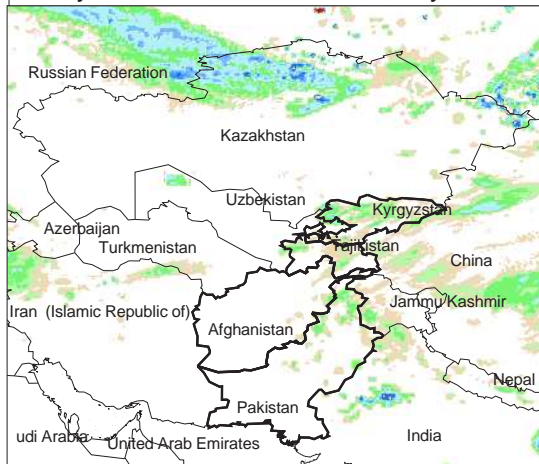 Russian Federation
Kazakhstan
Uzbekistan
Kyrgyzstan
Azerbaijan
Turkmenistan
Tajikistan
China
Iran (Islamic Republic of)
Jammu Kashmir
Afghanistan
Nepal
Pakistan
udi Arabia
United Arab Emirates
India